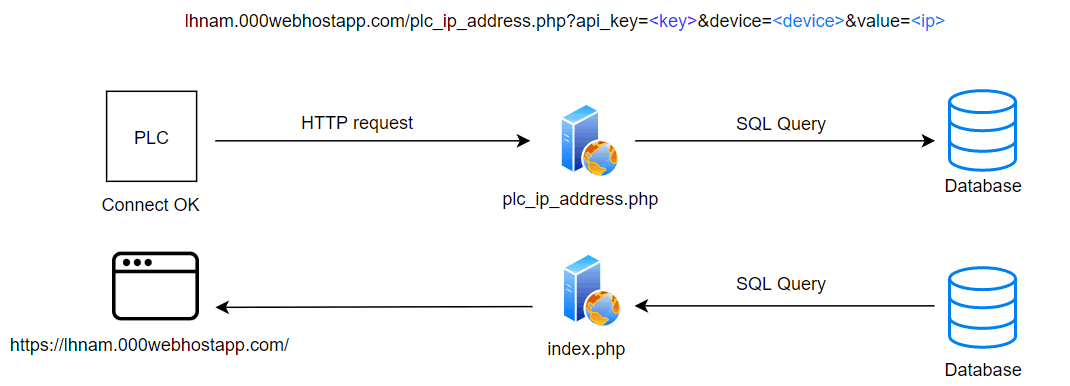 lhnam.000webhostapp.com/plc_ip_address.php?api_key=<key>&device=<device>&value=<ip>
PLC
HTTP request
SQL Query
Connect OK
plc_ip_address.php
Database
SQL Query
https://lhnam.000webhostapp.com/
index.php
Database